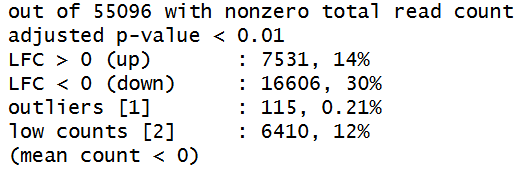 out of 55096 with nonzero total read count
adjusted p-value < 0.01
LFC > 0 (up)       : 7531, 14%
LFC < 0 (down)     : 16606, 30%
outliers [1]       : 115, 0.21%
low counts [2]     : 6410, 12%
(mean count < 0)